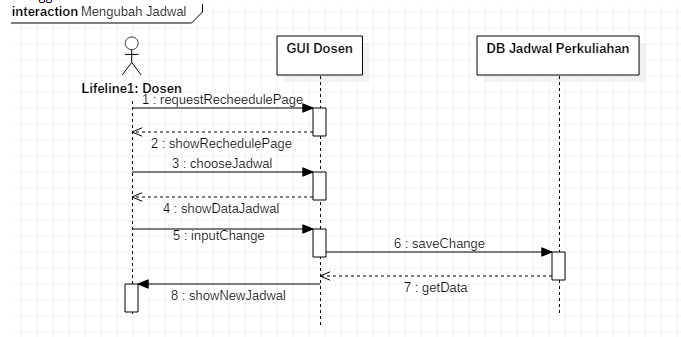 interaction Mengubah Jadwal
GUI Dosen
DB Jadwal Perkuliahan
Lifeline1: Dosen
1 : requestRecheedulePage
2 : showRechedulePage
3 : chooseJadwal
4 : showDataJadwal
5 : inputChange
6 : saveChange
7 : getData
8 : showNewJadwal